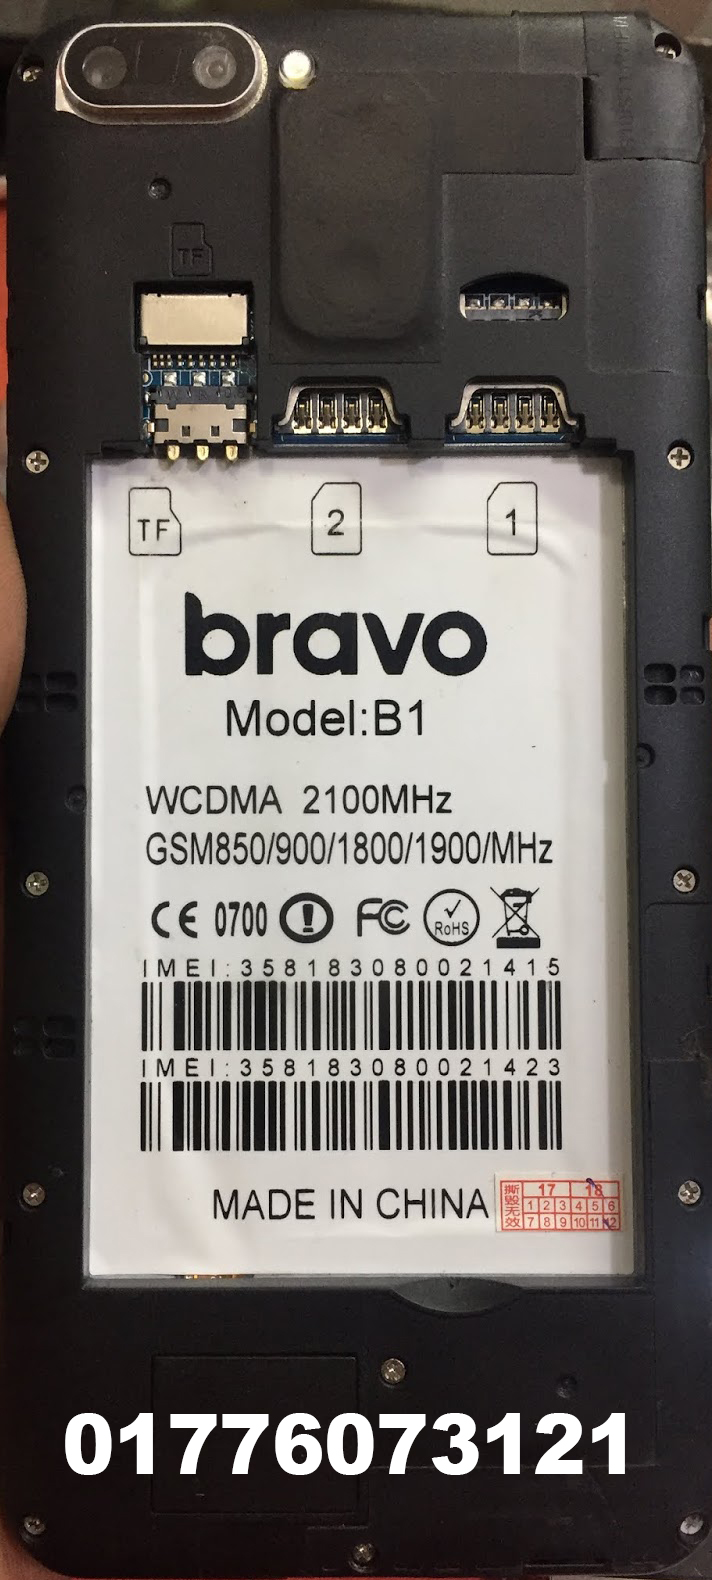 TF
TF
2
1
bravo
Model:B1
WCDMA 2100MHz
GSM850/900/1800/1900/MHz
CE 0700 FC RoHS
IMEI:358183080021415
IMEI:358183080021423
MADE IN CHINA
撕毁无效
17 18
1 2 3 4 5 6
7 8 9 10 11 12
01776073121